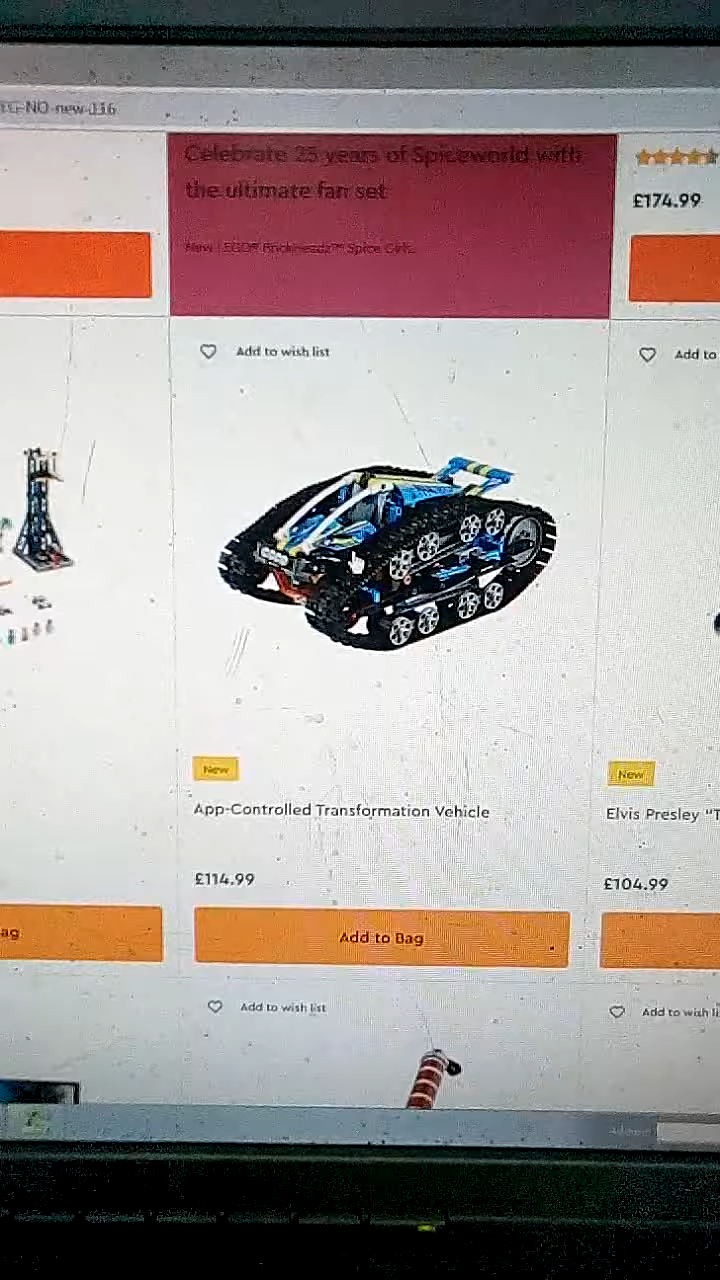 -NO-new-116
Celebrate 25 years of Spiceworld with
the ultimate fan set
New LEGO® BrickHeadz™ Spice Girls
£174.99
Add to wish list
Add to
New
New
App-Controlled Transformation Vehicle
Elvis Presley "T
£114.99
£104.99
ag
Add to Bag
Add to wish list
Add to wish li